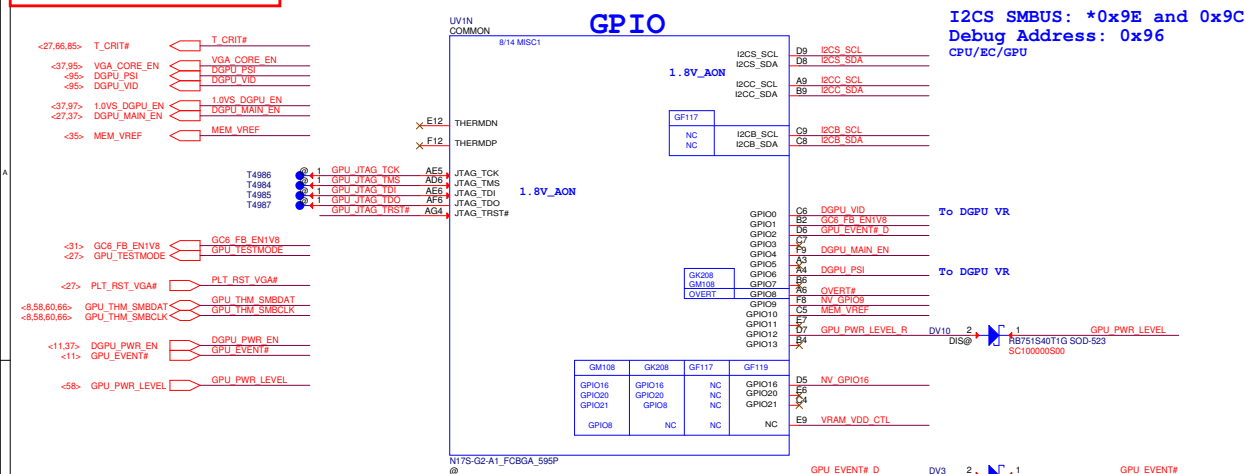 GPIO
I2CS SMBUS: *0x9E and 0x9C
Debug Address: 0x96
CPU/EC/GPU
UV1N
COMMON
8/14 MISC1
<27,66,85> T_CRIT# T_CRIT#
<37,95> VGA_CORE_EN VGA_CORE_EN
<95> DGPU_PSI DGPU_PSI
<95> DGPU_VID DGPU_VID
<37,97> 1.0VS_DGPU_EN 1.0VS_DGPU_EN
<27,37> DGPU_MAIN_EN DGPU_MAIN_EN
<35> MEM_VREF MEM_VREF
A
E12 THERMDN
F12 THERMDP
T4986 @ 1 GPU_JTAG_TCK AE5 JTAG_TCK
T4984 1 GPU_JTAG_TMS AD6 JTAG_TMS
T4985 1 GPU_JTAG_TDI AE6 JTAG_TDI
T4987 1 GPU_JTAG_TDO AF6 JTAG_TDO
GPU_JTAG_TRST# AG4 JTAG_TRST#
1.8V_AON
<31> GC6_FB_EN1V8 GC6_FB_EN1V8
<27> GPU_TESTMODE GPU_TESTMODE
<27> PLT_RST_VGA# PLT_RST_VGA#
<8,58,60,66> GPU_THM_SMBDAT GPU_THM_SMBDAT
<8,58,60,66> GPU_THM_SMBCLK GPU_THM_SMBCLK
<11,37> DGPU_PWR_EN DGPU_PWR_EN
<11> GPU_EVENT# GPU_EVENT#
<58> GPU_PWR_LEVEL GPU_PWR_LEVEL
1.8V_AON
I2CS_SCL D9 I2CS_SCL
I2CS_SDA D8 I2CS_SDA
I2CC_SCL A9 I2CC_SCL
I2CC_SDA B9 I2CC_SDA
GF117
NC I2CB_SCL C9 I2CB_SCL
NC I2CB_SDA C8 I2CB_SDA
GPIO0 C6 DGPU_VID To DGPU VR
GPIO1 B2 GC6_FB_EN1V8
GPIO2 D6 GPU_EVENT#_D
GPIO3 C7
GPIO4 F9 DGPU_MAIN_EN
GPIO5 A3
GPIO6 A4 DGPU_PSI To DGPU VR
GPIO7 B6
GK208
GM108
OVERT GPIO8 A6 OVERT#
GPIO9 F8 NV_GPIO9
GPIO10 C5 MEM_VREF
GPIO11 E7
GPIO12 D7 GPU_PWR_LEVEL_R DV10 2 1 GPU_PWR_LEVEL
GPIO13 B4
DIS@ RB751S40T1G SOD-523
SC100000S00
GM108 GK208 GF117 GF119
GPIO16 GPIO16 NC GPIO16 D5 NV_GPIO16
GPIO20 GPIO20 NC GPIO20 E6
GPIO21 GPIO8 NC GPIO21 C4
GPIO8 NC NC NC E9 VRAM_VDD_CTL
N17S-G2-A1_FCBGA_595P
@
GPU_EVENT#_D DV3 2 1 GPU_EVENT#